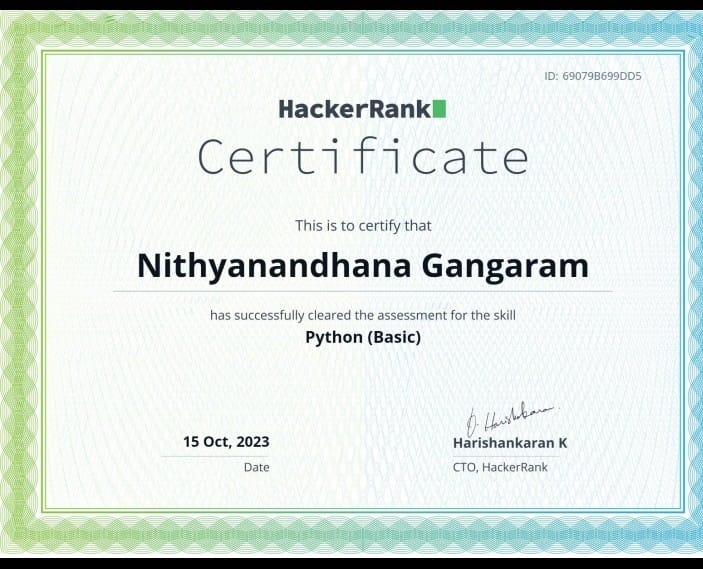 ID: 69079B699DD5
HackerRank
Certificate
This is to certify that
Nithyanandhana Gangaram
has successfully cleared the assessment for the skill
Python (Basic)
15 Oct, 2023
Date
Harishankaran K
CTO, HackerRank